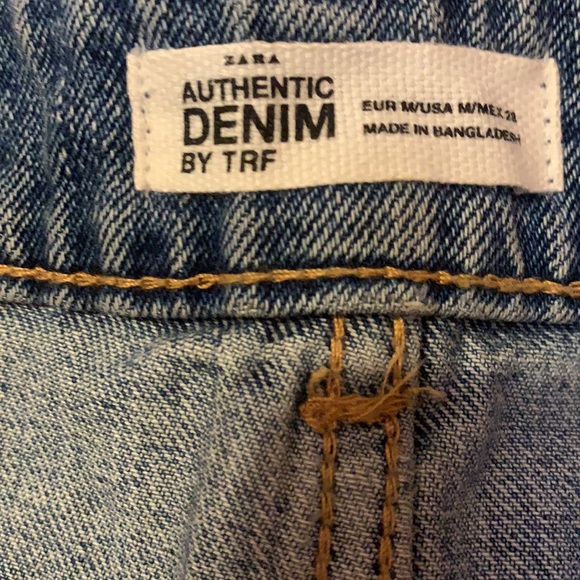 ZARA
AUTHENTIC
DENIM
BY TRF
EUR M/USA M/MEX 28
MADE IN BANGLADESH